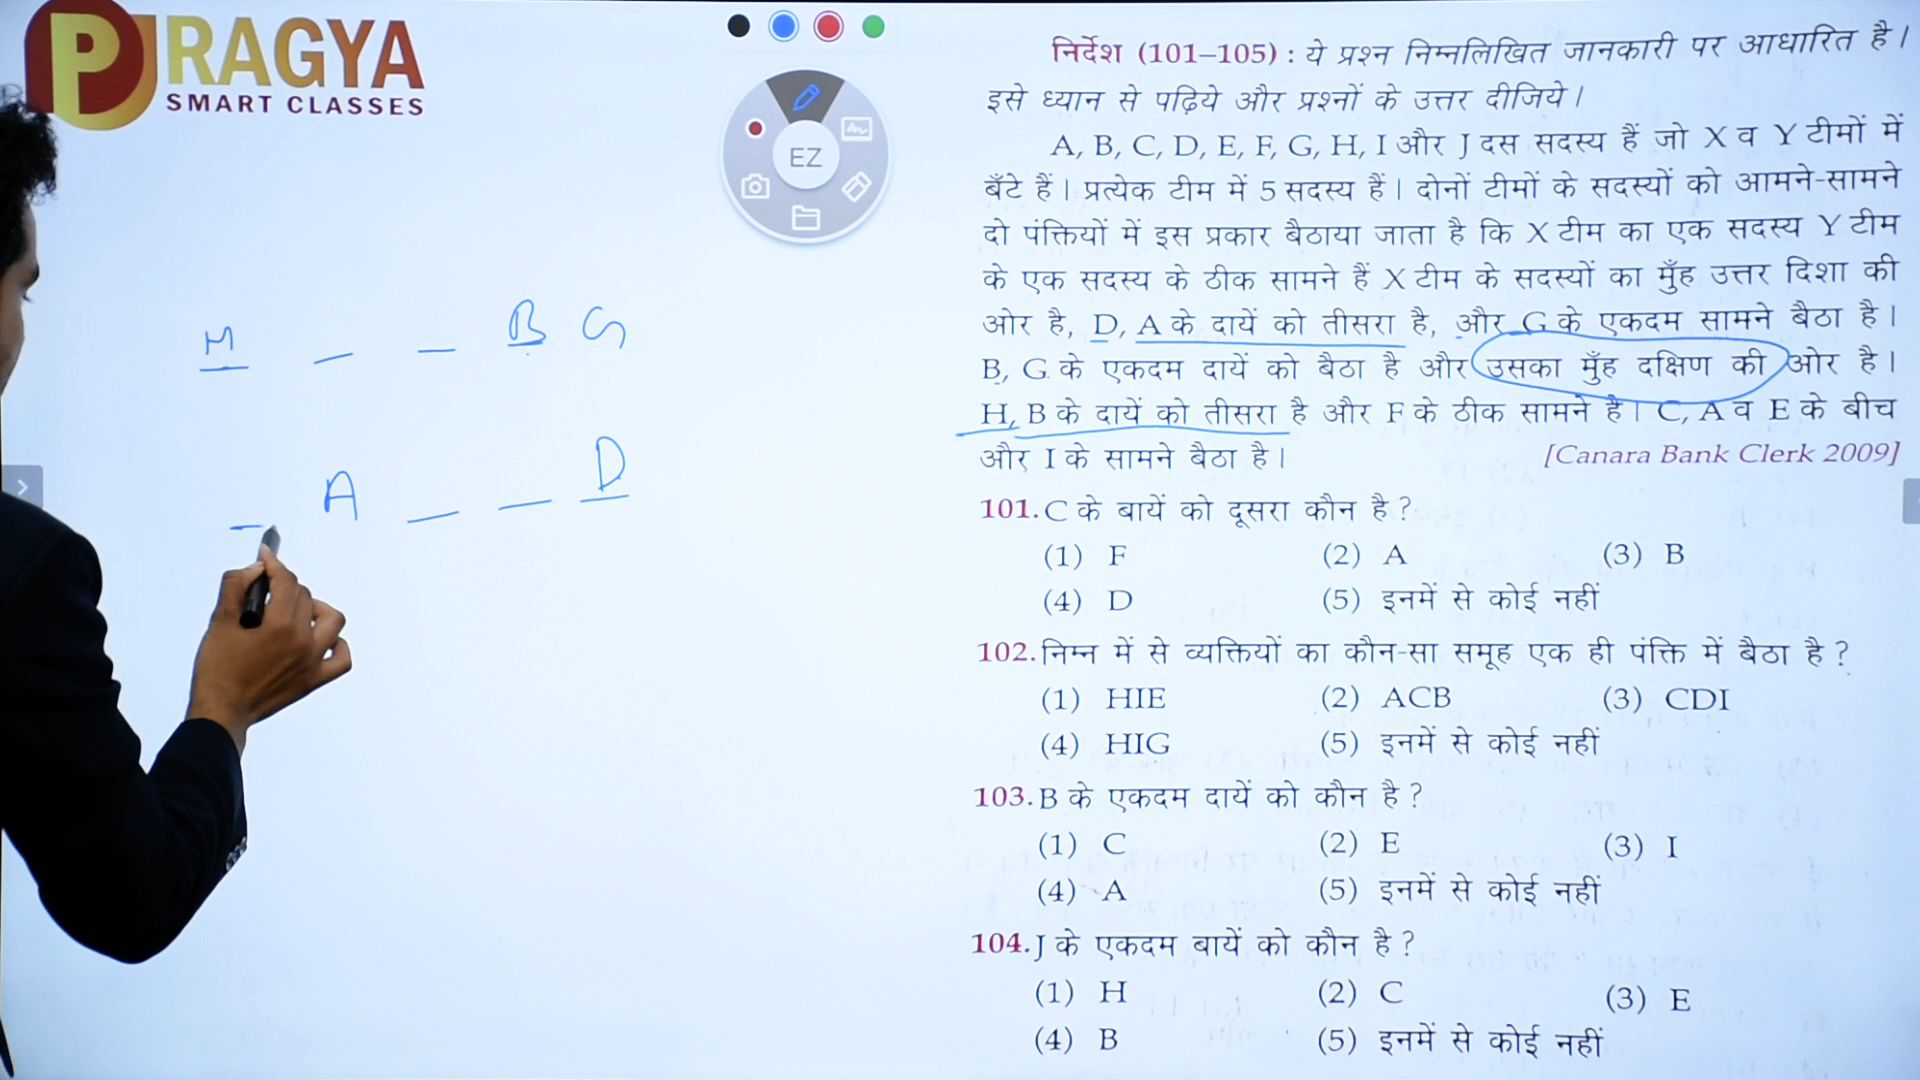 PRAGYA
SMART CLASSES
EZ
H _ _ B G
_ A _ _ D
निर्देश (101–105) : ये प्रश्न निम्नलिखित जानकारी पर आधारित है।
इसे ध्यान से पढ़िये और प्रश्नों के उत्तर दीजिये।
A, B, C, D, E, F, G, H, I और J दस सदस्य हैं जो X व Y टीमों में
बँटे हैं। प्रत्येक टीम में 5 सदस्य हैं। दोनों टीमों के सदस्यों को आमने-सामने
दो पंक्तियों में इस प्रकार बैठाया जाता है कि X टीम का एक सदस्य Y टीम
के एक सदस्य के ठीक सामने हैं X टीम के सदस्यों का मुँह उत्तर दिशा की
ओर है, D, A के दायें को तीसरा है, और G के एकदम सामने बैठा है।
B, G के एकदम दायें को बैठा है और उसका मुँह दक्षिण की ओर है।
H, B के दायें को तीसरा है और F के ठीक सामने है। C, A व E के बीच
और I के सामने बैठा है।
[Canara Bank Clerk 2009]
101. C के बायें को दूसरा कौन है?
(1) F (2) A (3) B
(4) D (5) इनमें से कोई नहीं
102. निम्न में से व्यक्तियों का कौन-सा समूह एक ही पंक्ति में बैठा है?
(1) HIE (2) ACB (3) CDI
(4) HIG (5) इनमें से कोई नहीं
103. B के एकदम दायें को कौन है?
(1) C (2) E (3) I
(4) A (5) इनमें से कोई नहीं
104. J के एकदम बायें को कौन है?
(1) H (2) C (3) E
(4) B (5) इनमें से कोई नहीं